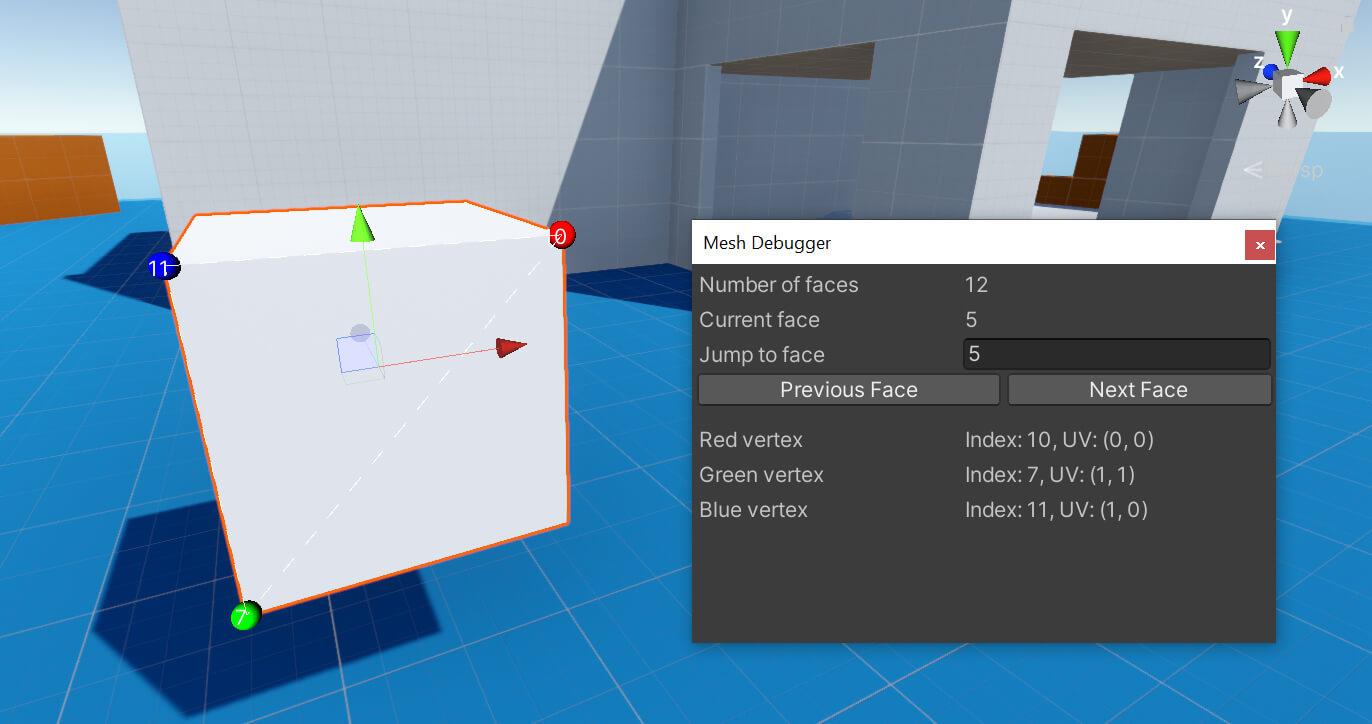 y
z
x
Mesh Debugger
x
Number of faces 12
Current face 5
Jump to face 5
Previous Face Next Face
Red vertex Index: 10, UV: (0, 0)
Green vertex Index: 7, UV: (1, 1)
Blue vertex Index: 11, UV: (1, 0)
0
11
7